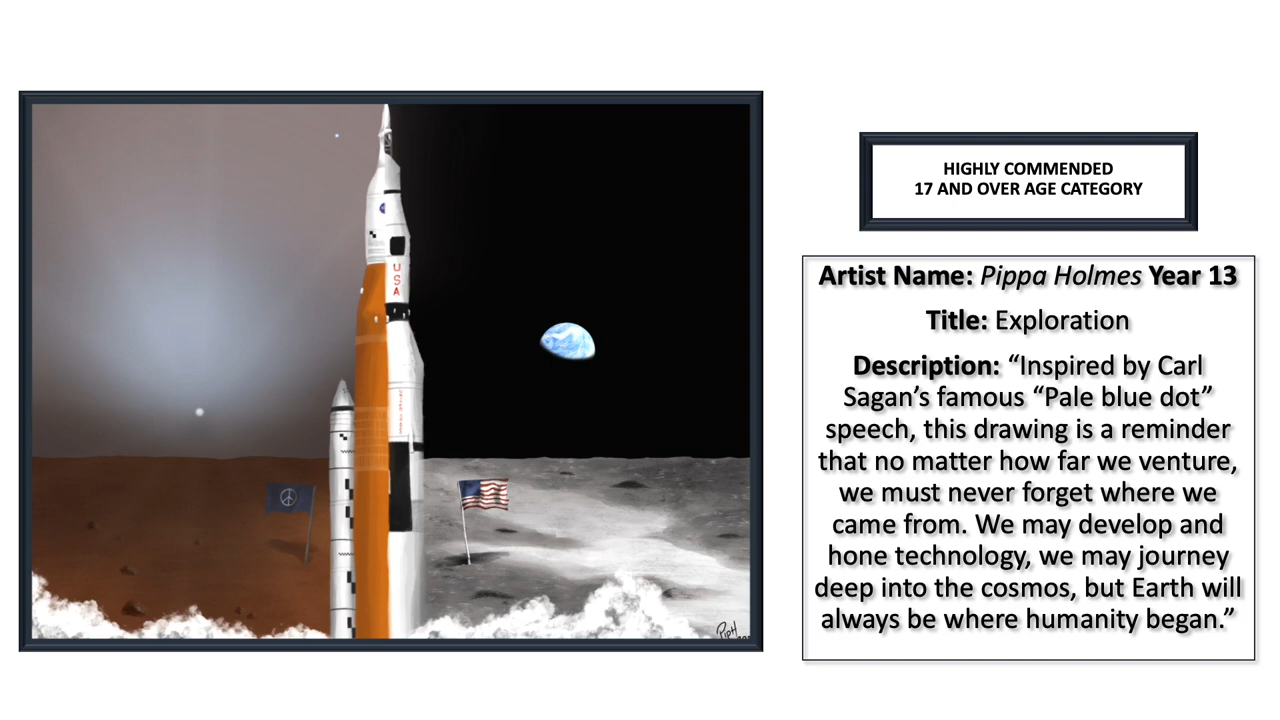 HIGHLY COMMENDED
17 AND OVER AGE CATEGORY
Artist Name: Pippa Holmes Year 13
Title: Exploration
Description: “Inspired by Carl
Sagan’s famous “Pale blue dot”
speech, this drawing is a reminder
that no matter how far we venture,
we must never forget where we
came from. We may develop and
hone technology, we may journey
deep into the cosmos, but Earth will
always be where humanity began.”
USA
PipH